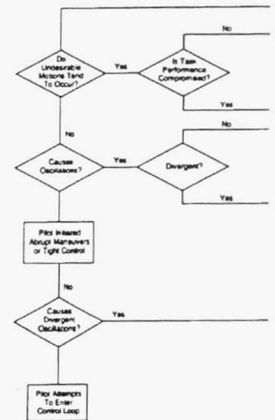 No
Do
Undesirable
Motions Tend
To Occur?
Yes
Is Task
Performance
Compromised?
Yes
No
No
Causes
Oscillations?
Yes
Divergent?
Yes
Pilot Initiated
Abrupt Maneuvers
or Tight Control
No
Causes
Divergent
Oscillations?
Yes
Pilot Attempts
To Enter
Control Loop